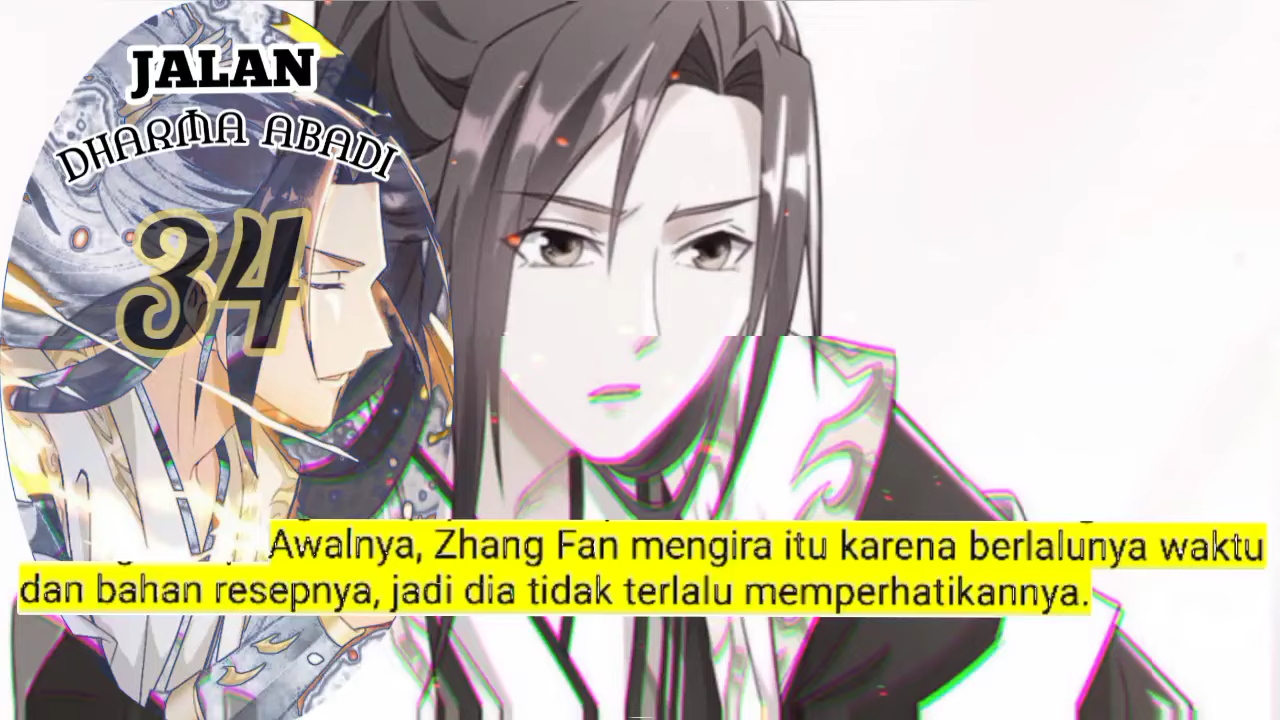 JALAN
DHARMA ABADI
34
Awalnya, Zhang Fan mengira itu karena berlalunya waktu
dan bahan resepnya, jadi dia tidak terlalu memperhatikannya.